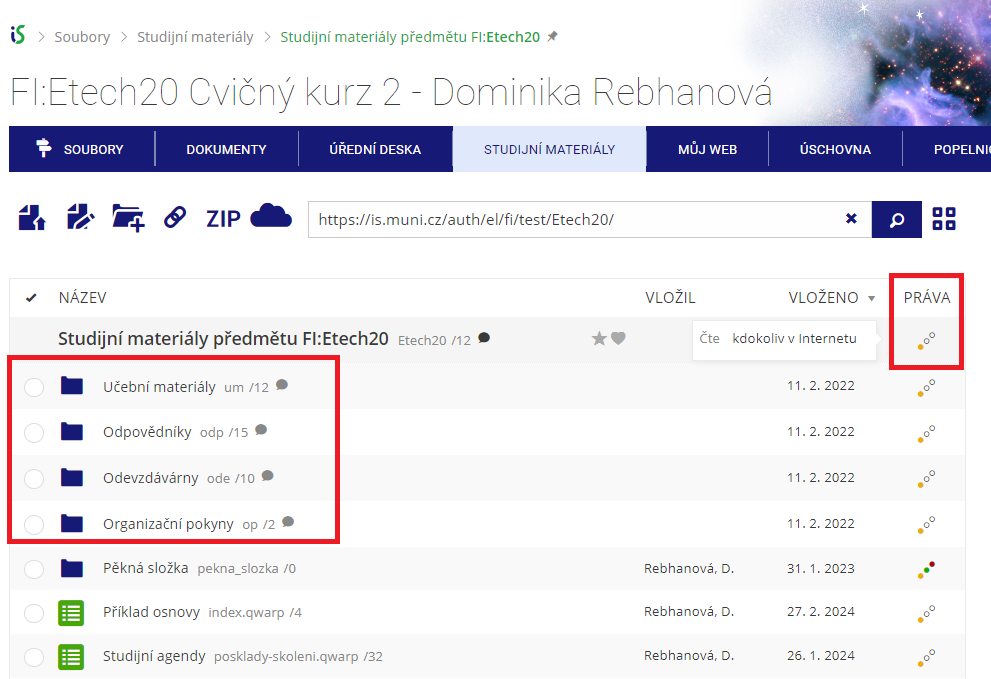 is > Soubory > Studijní materiály > Studijní materiály předmětu FI:Etech20
FI:Etech20 Cvičný kurz 2 - Dominika Rebhanová
SOUBORY DOKUMENTY ÚŘEDNÍ DESKA STUDIJNÍ MATERIÁLY MŮJ WEB ÚSCHOVNA POPELNI
ZIP https://is.muni.cz/auth/el/fi/test/Etech20/
NÁZEV VLOŽIL VLOŽENO PRÁVA
Studijní materiály předmětu FI:Etech20 Etech20 /12 Čte kdokoliv v Internetu
Učební materiály um /12 11. 2. 2022
Odpovědníky odp /15 11. 2. 2022
Odevzdávárny ode /10 11. 2. 2022
Organizační pokyny op /2 11. 2. 2022
Pěkná složka pekna_slozka /0 Rebhanová, D. 31. 1. 2023
Příklad osnovy index.qwarp /4 Rebhanová, D. 27. 2. 2024
Studijní agendy posklady-skoleni.qwarp /32 Rebhanová, D. 26. 1. 2024